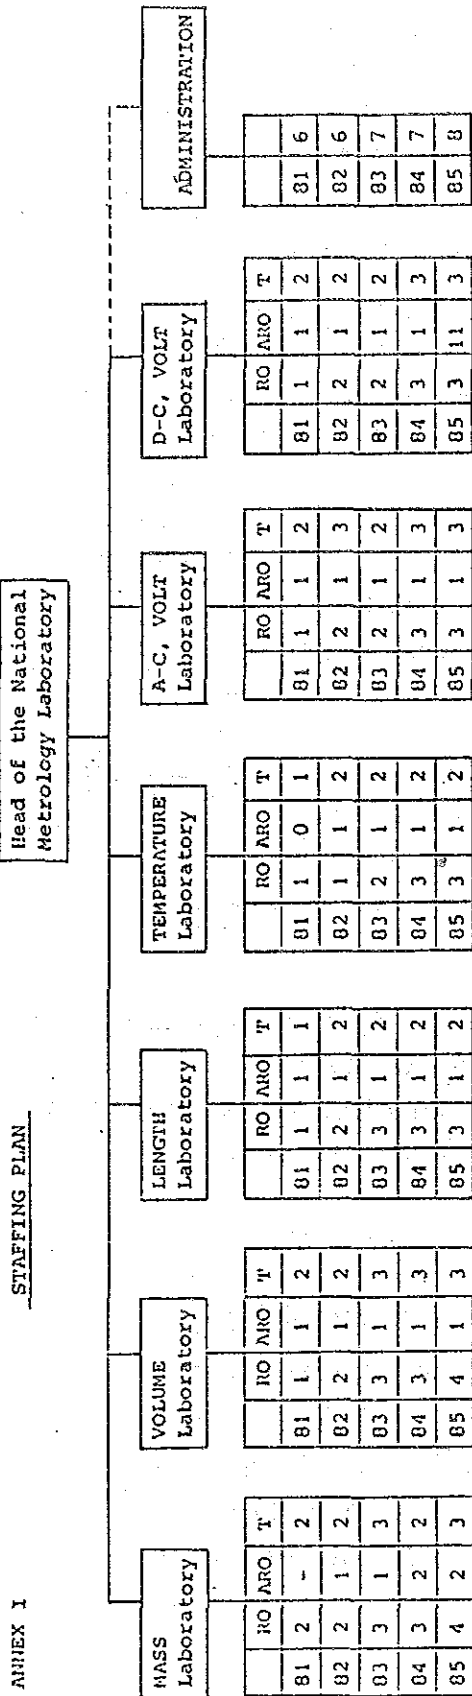 ANNEX I
STAFFING PLAN
Head of the National
Metrology Laboratory
MASS
Laboratory
RO ARO T
81 2 - 2
82 2 1 2
83 3 1 3
84 3 2 2
85 4 2 3
VOLUME
Laboratory
RO ARO T
81 1 1 2
82 2 1 2
83 3 1 3
84 3 1 3
85 4 1 3
LENGTH
Laboratory
RO ARO T
81 1 1 1
82 2 1 2
83 3 1 2
84 3 1 2
85 3 1 2
TEMPERATURE
Laboratory
RO ARO T
81 1 0 1
82 1 1 2
83 2 1 2
84 3 1 2
85 3 1 2
A-C, VOLT
Laboratory
RO ARO T
81 1 1 2
82 2 1 3
83 2 1 2
84 3 1 3
85 3 1 3
D-C, VOLT
Laboratory
RO ARO T
81 1 1 2
82 2 1 2
83 2 1 2
84 3 1 3
85 3 11 3
ADMINISTRATION
81 6
82 6
83 7
84 7
85 8